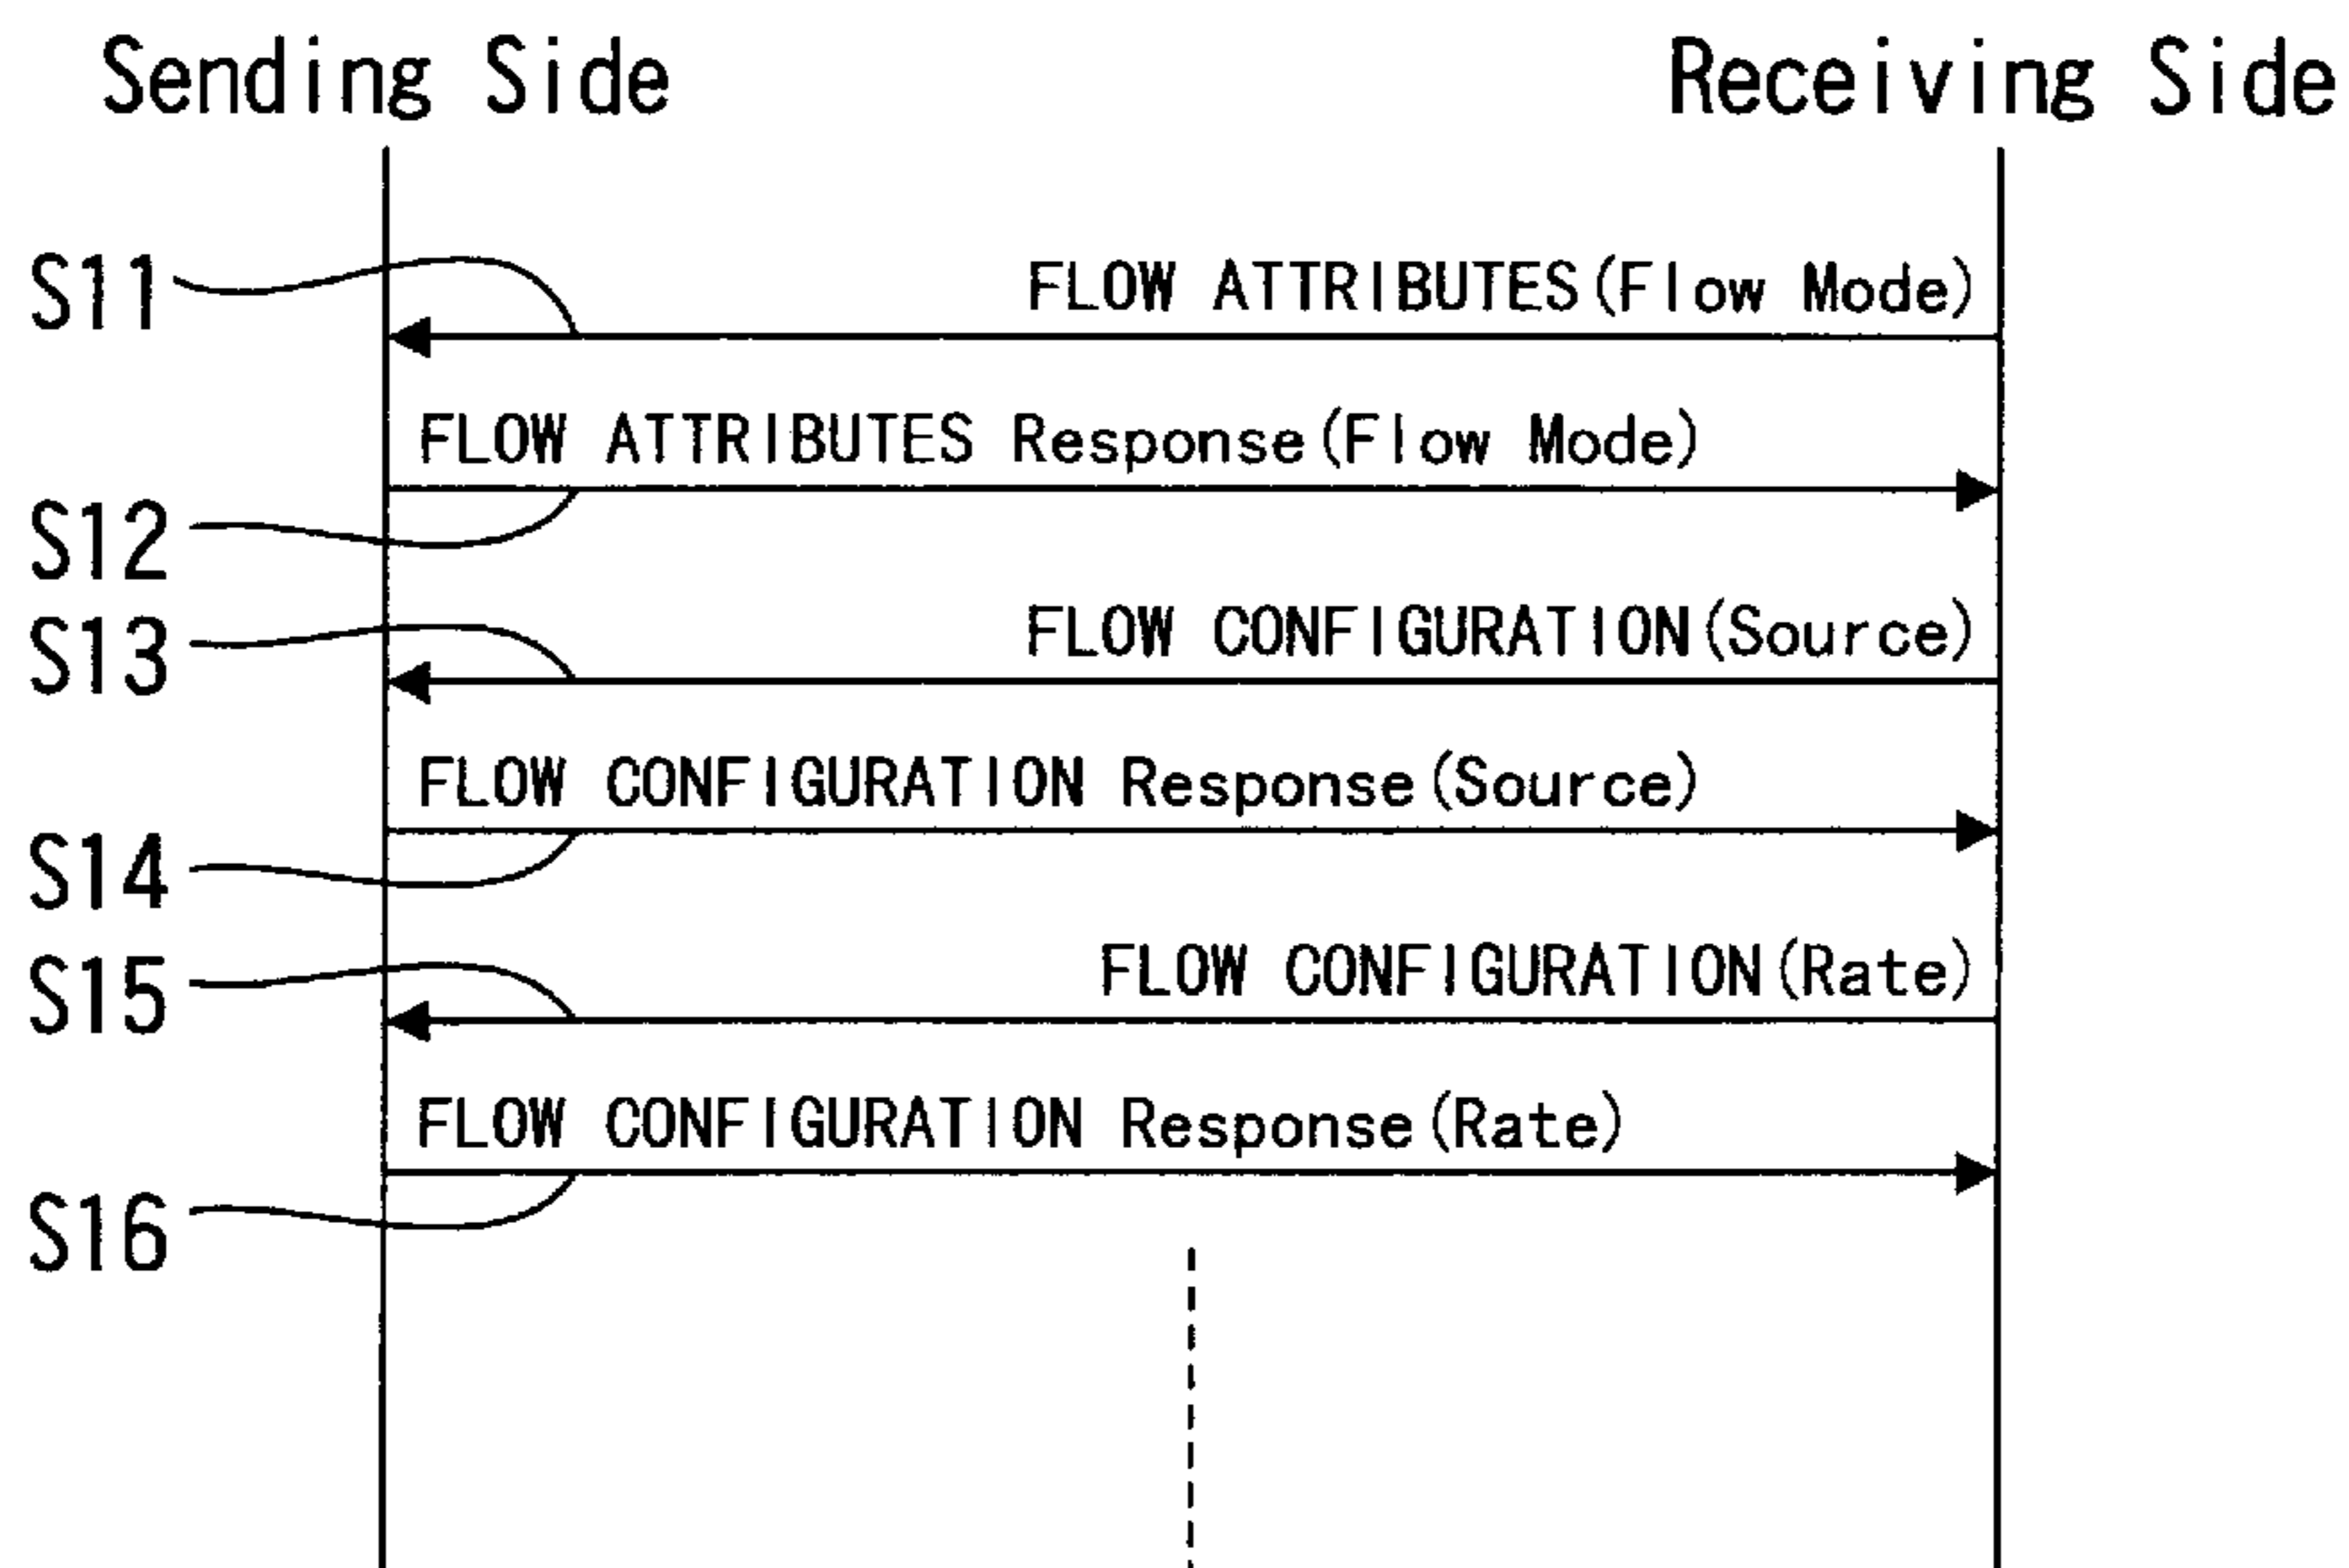 Sending Side
Receiving Side
S11
FLOW ATTRIBUTES(Flow Mode)
FLOW ATTRIBUTES Response(Flow Mode)
S12
FLOW CONFIGURATION(Source)
S13
FLOW CONFIGURATION Response(Source)
S14
FLOW CONFIGURATION(Rate)
S15
FLOW CONFIGURATION Response(Rate)
S16